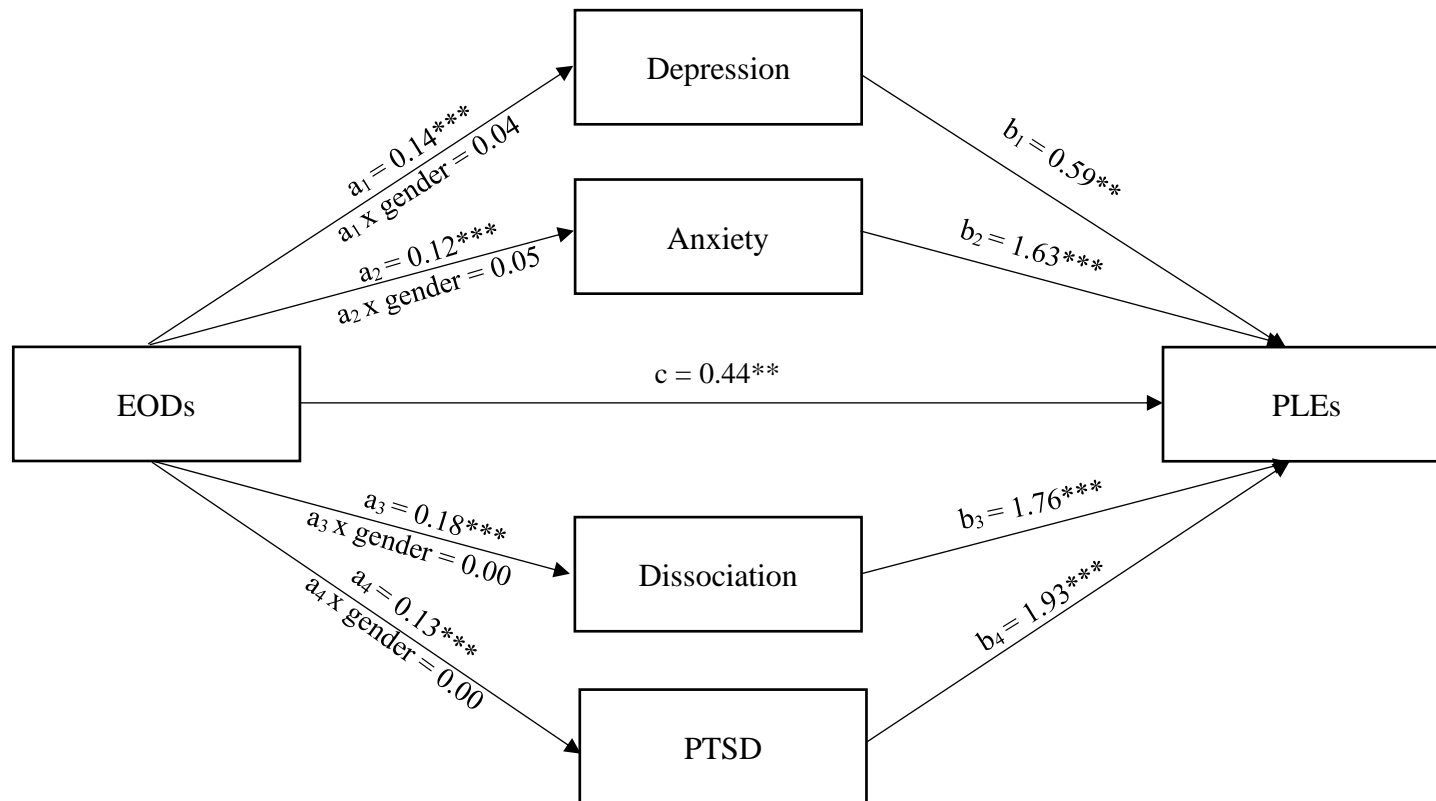 Depression
a₁ = 0.14***
a₁ x gender = 0.04
b₁ = 0.59**
Anxiety
a₂ = 0.12***
a₂ x gender = 0.05
b₂ = 1.63***
EODs
c = 0.44**
PLEs
a₃ = 0.18***
a₃ x gender = 0.00
Dissociation
b₃ = 1.76***
a₄ = 0.13***
a₄ x gender = 0.00
b₄ = 1.93***
PTSD